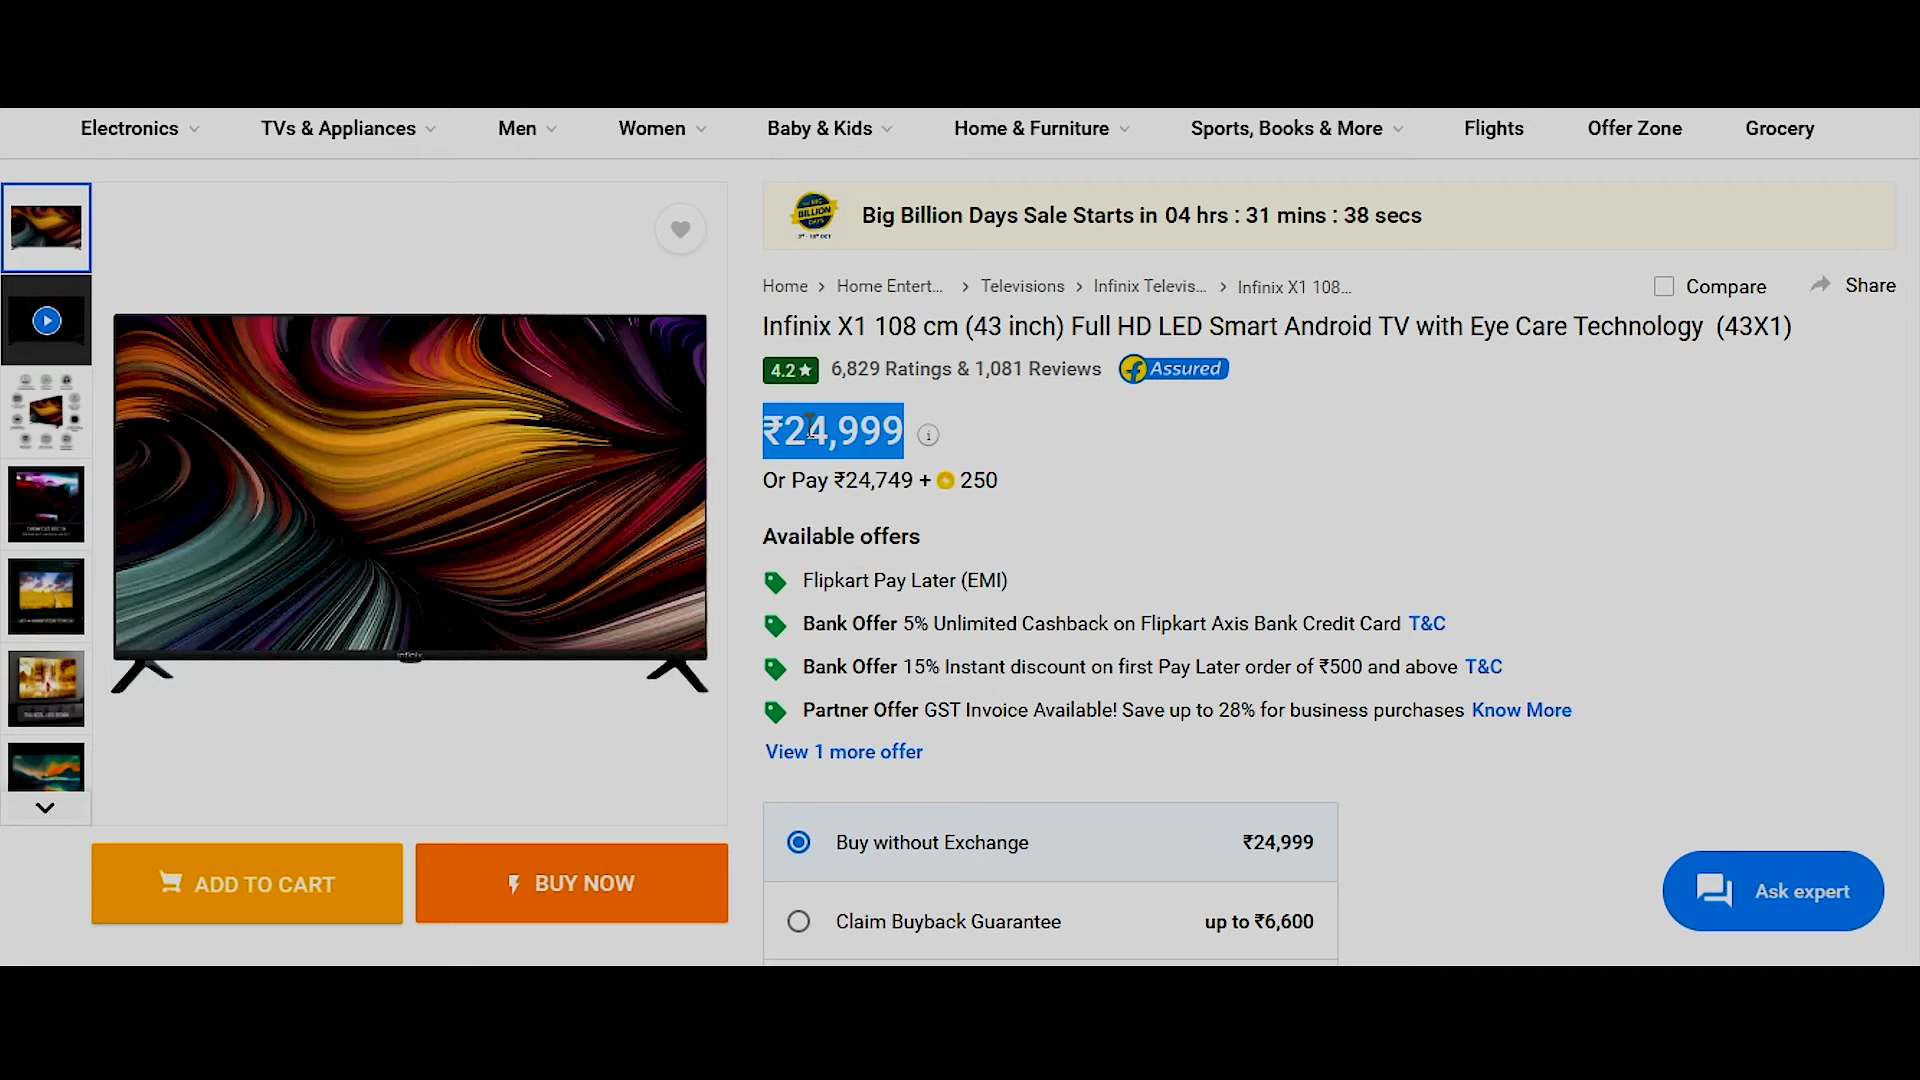 Electronics
TVs & Appliances
Men
Women
Baby & Kids
Home & Furniture
Sports, Books & More
Flights
Offer Zone
Grocery
BIG
BILLION
DAYS
Big Billion Days Sale Starts in 04 hrs : 31 mins : 38 secs
Home
Home Entert...
Televisions
Infinix Televis...
Infinix X1 108...
Compare
Share
Infinix X1 108 cm (43 inch) Full HD LED Smart Android TV with Eye Care Technology (43X1)
4.2★
6,829 Ratings & 1,081 Reviews
Assured
₹24,999
Or Pay ₹24,749 + 250
Available offers
Flipkart Pay Later (EMI)
Bank Offer 5% Unlimited Cashback on Flipkart Axis Bank Credit Card T&C
Bank Offer 15% Instant discount on first Pay Later order of ₹500 and above T&C
Partner Offer GST Invoice Available! Save up to 28% for business purchases Know More
View 1 more offer
Infinix
ADD TO CART
BUY NOW
Buy without Exchange ₹24,999
Claim Buyback Guarantee up to ₹6,600
Ask expert